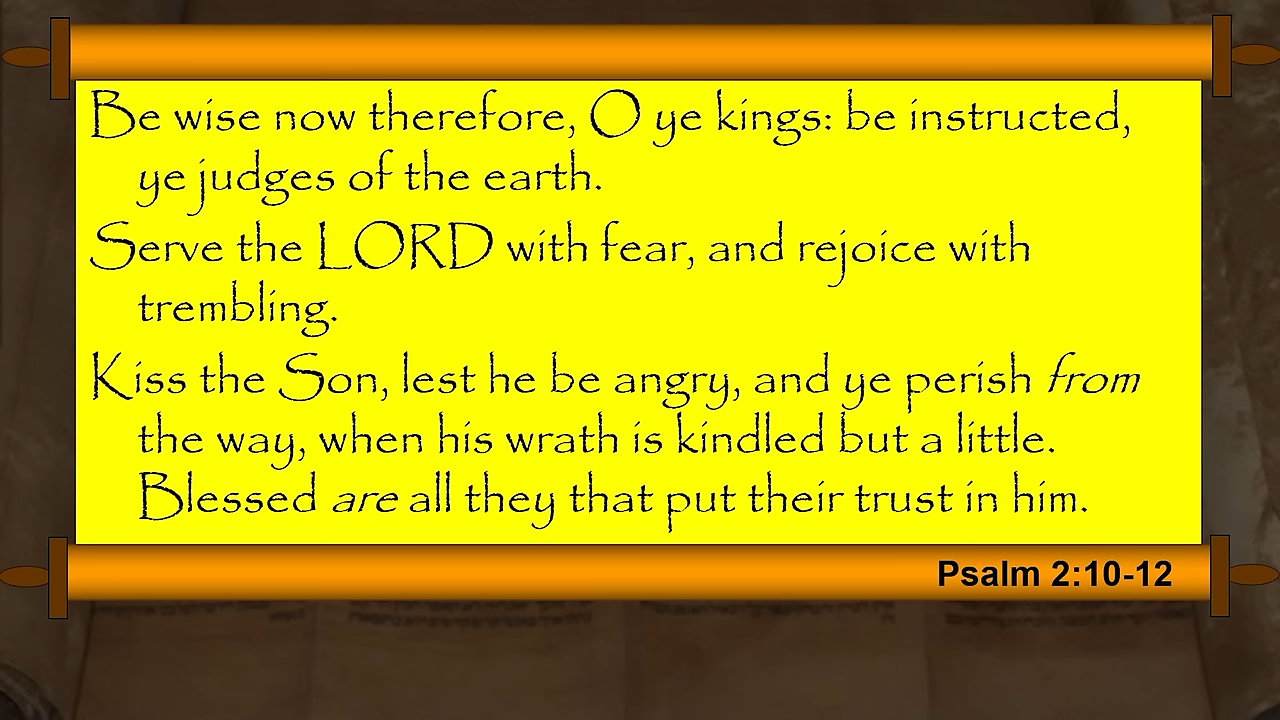 Be wise now therefore, O ye kings: be instructed,
ye judges of the earth.
Serve the LORD with fear, and rejoice with
trembling.
Kiss the Son, lest he be angry, and ye perish from
the way, when his wrath is kindled but a little.
Blessed are all they that put their trust in him.
Psalm 2:10-12